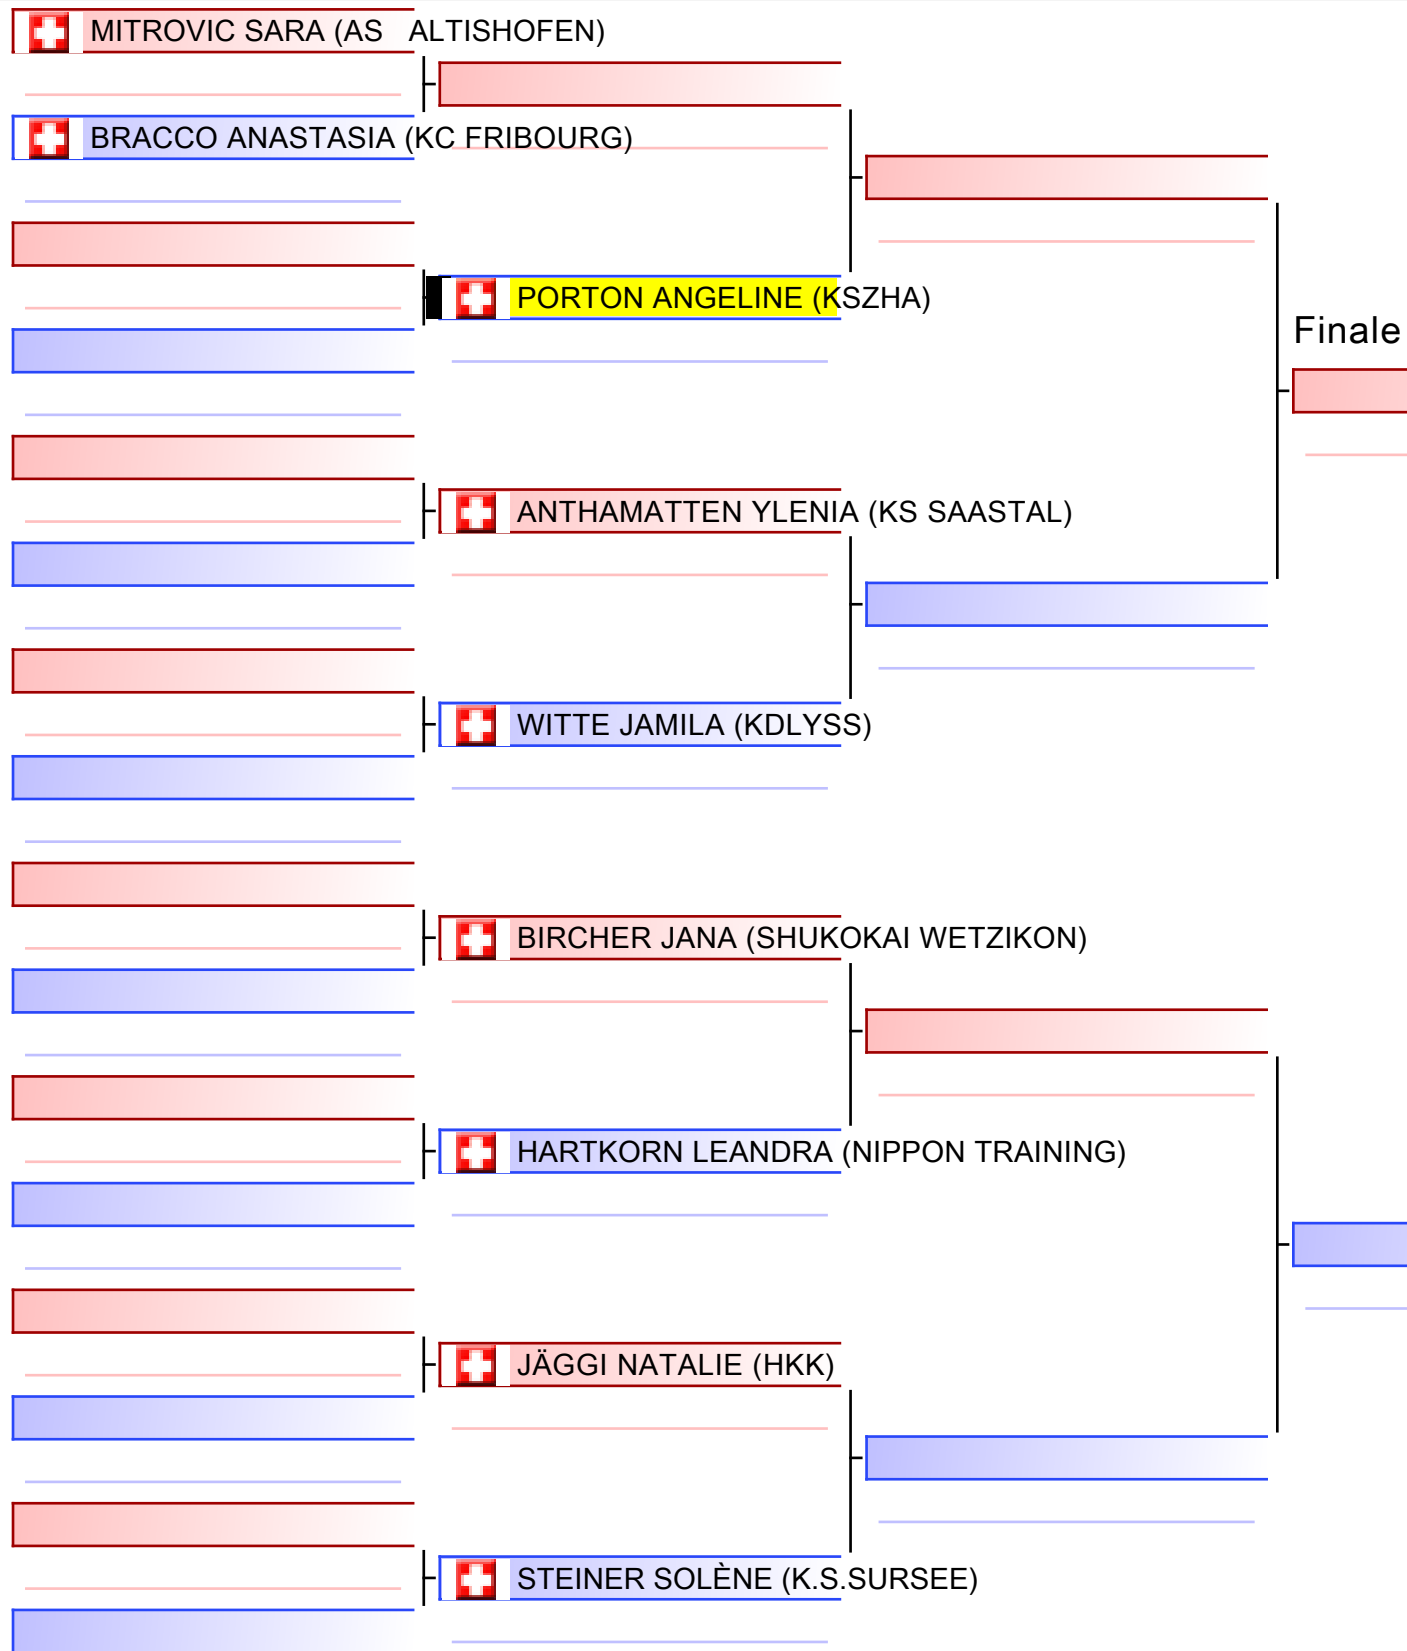 MITROVIC SARA (AS ALTISHOFEN)
BRACCO ANASTASIA (KC FRIBOURG)
PORTON ANGELINE (KSZHA)
Finale
ANTHAMATTEN YLENIA (KS SAASTAL)
WITTE JAMILA (KDLYSS)
BIRCHER JANA (SHUKOKAI WETZIKON)
HARTKORN LEANDRA (NIPPON TRAINING)
JÄGGI NATALIE (HKK)
STEINER SOLÈNE (K.S.SURSEE)